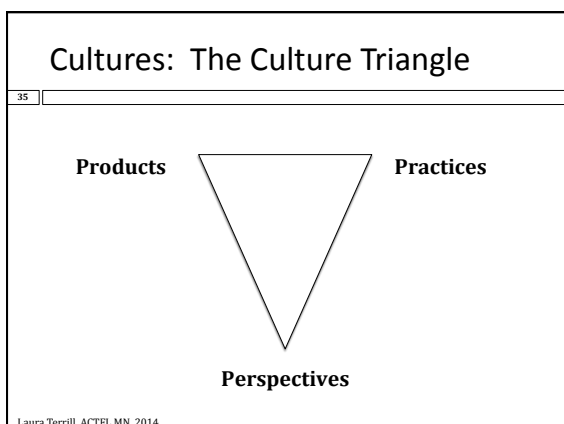 Cultures: The Culture Triangle
35
Products Practices
Perspectives
Laura Terrill, ACTFL MN, 2014